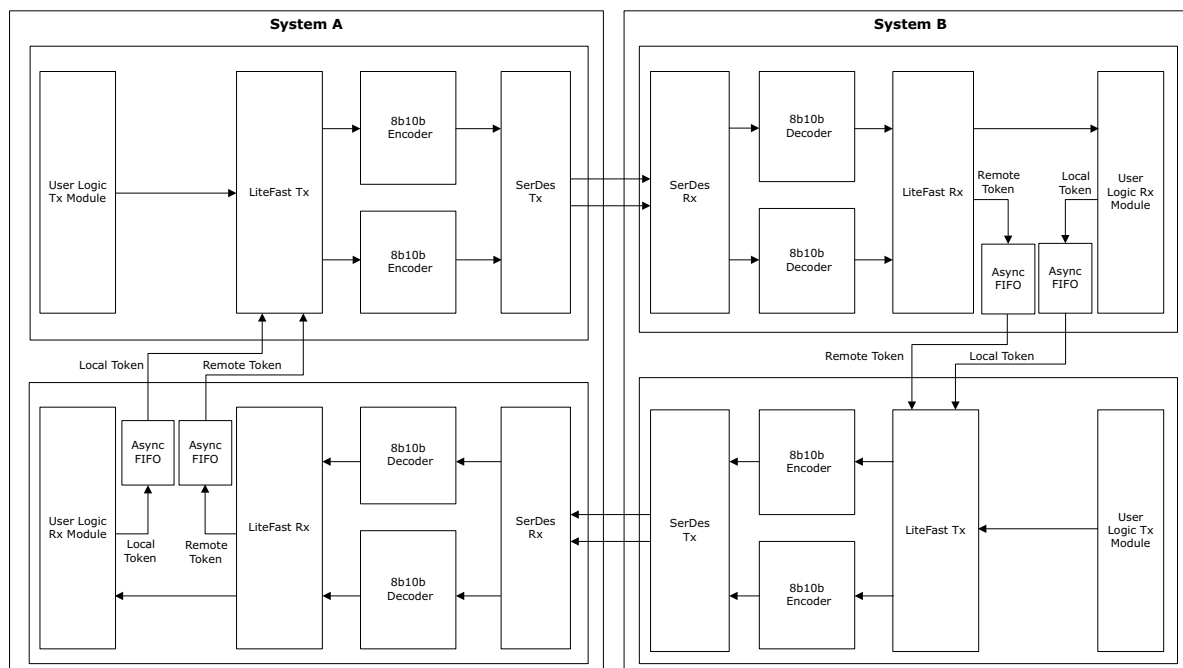 System A
System B
User Logic
Tx Module
LiteFast Tx
8b10b
Encoder
8b10b
Encoder
SerDes
Tx
SerDes
Rx
8b10b
Decoder
8b10b
Decoder
LiteFast Rx
Remote
Token
Local
Token
User
Logic Rx
Module
Async
FIFO
Async
FIFO
Local Token
Remote Token
Remote Token
Local Token
User Logic
Rx Module
Async
FIFO
Async
FIFO
Local
Token
Remote
Token
LiteFast Rx
8b10b
Decoder
8b10b
Decoder
SerDes
Rx
SerDes
Tx
8b10b
Encoder
8b10b
Encoder
LiteFast Tx
User
Logic Tx
Module